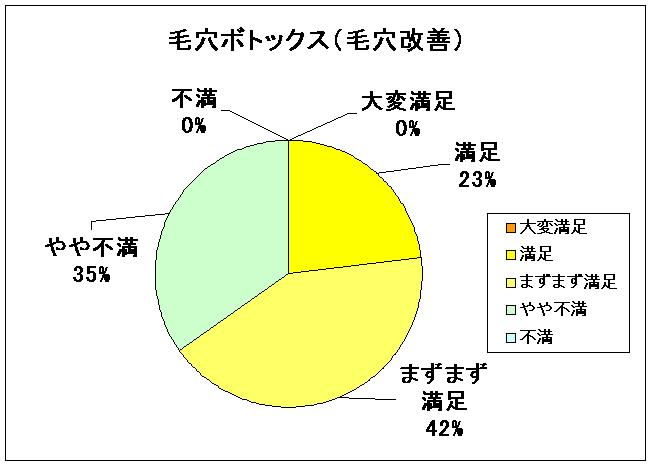 毛穴ボトックス（毛穴改善）
不満
0%
大変満足
0%
満足
23%
やや不満
35%
まずまず
満足
42%
大変満足
満足
まずまず満足
やや不満
不満